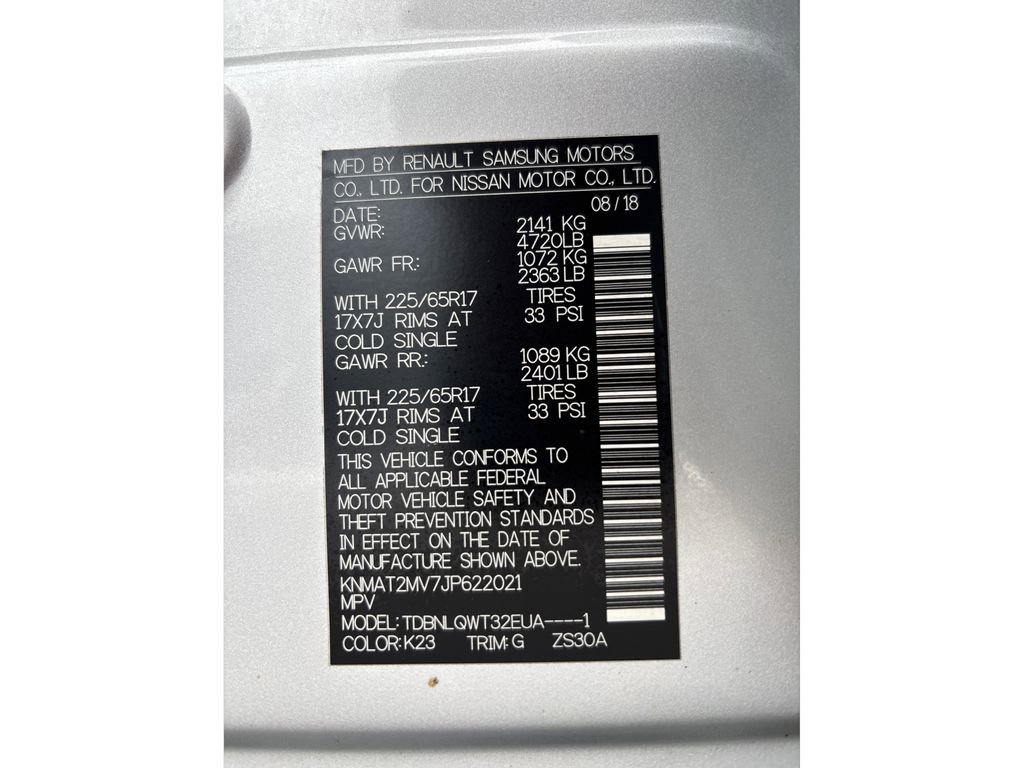 MFD BY RENAULT SAMSUNG MOTORS
CO., LTD. FOR NISSAN MOTOR CO., LTD.
DATE: 08/18
GVWR: 2141 KG
4720LB
GAWR FR.: 1072 KG
2363LB
WITH 225/65R17 TIRES
17X7J RIMS AT 33 PSI
COLD SINGLE
GAWR RR.: 1089 KG
2401LB
WITH 225/65R17 TIRES
17X7J RIMS AT 33 PSI
COLD SINGLE
THIS VEHICLE CONFORMS TO
ALL APPLICABLE FEDERAL
MOTOR VEHICLE SAFETY AND
THEFT PREVENTION STANDARDS
IN EFFECT ON THE DATE OF
MANUFACTURE SHOWN ABOVE.
KNMAT2MV7JP622021
MPV
MODEL: TDBNLQWT32EUA----1
COLOR: K23 TRIM: G ZS30A